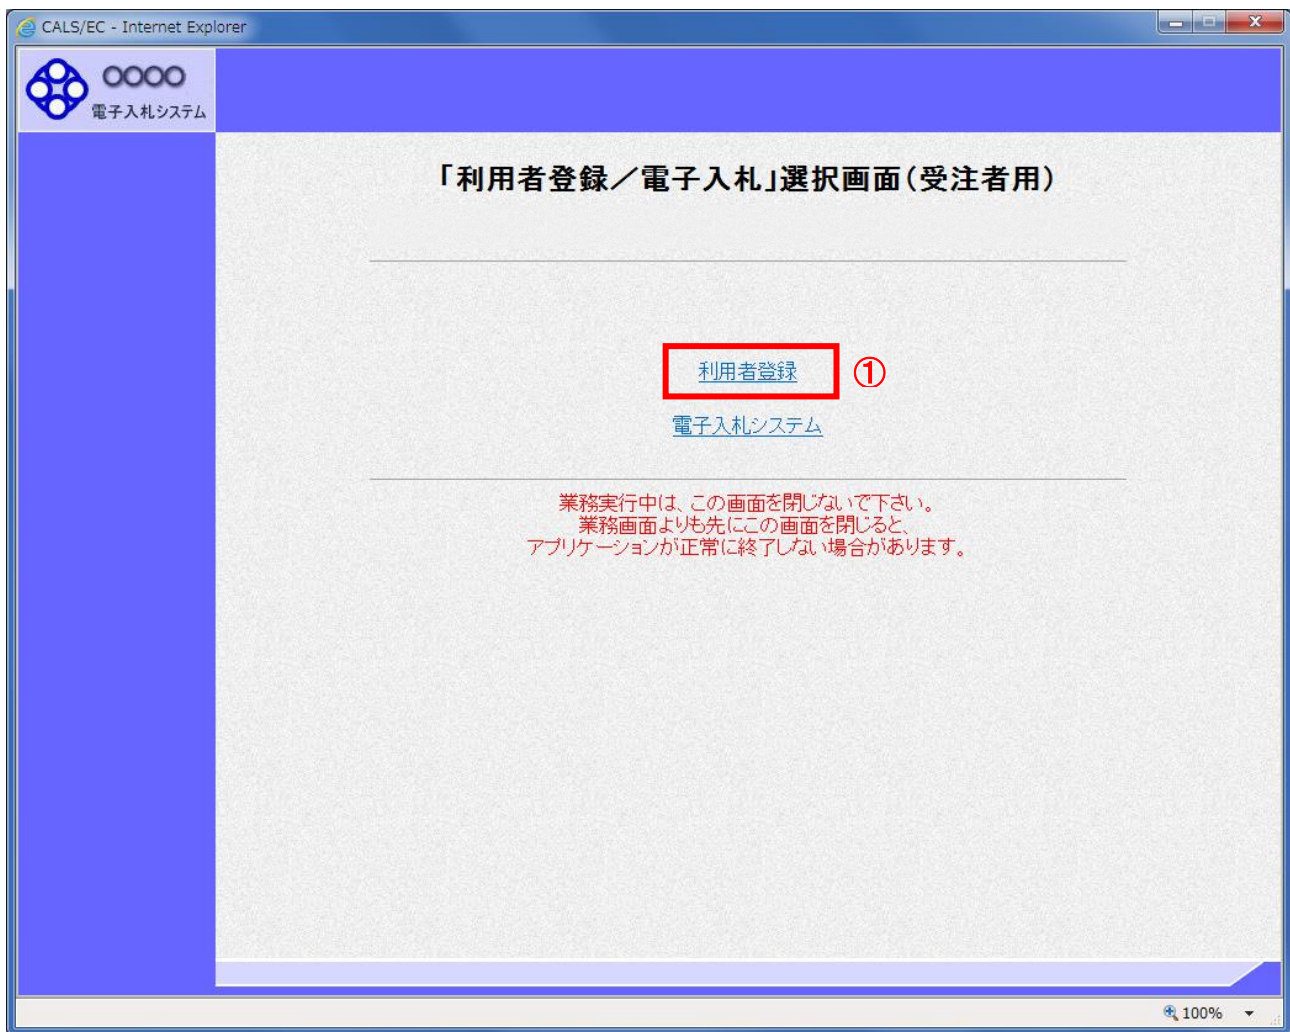 CALS/EC - Internet Explorer
〇〇〇〇
電子入札システム
「利用者登録／電子入札」選択画面（受注者用）
利用者登録 ①
電子入札システム
業務実行中は、この画面を閉じないで下さい。
業務画面よりも先にこの画面を閉じると、
アプリケーションが正常に終了しない場合があります。
100%